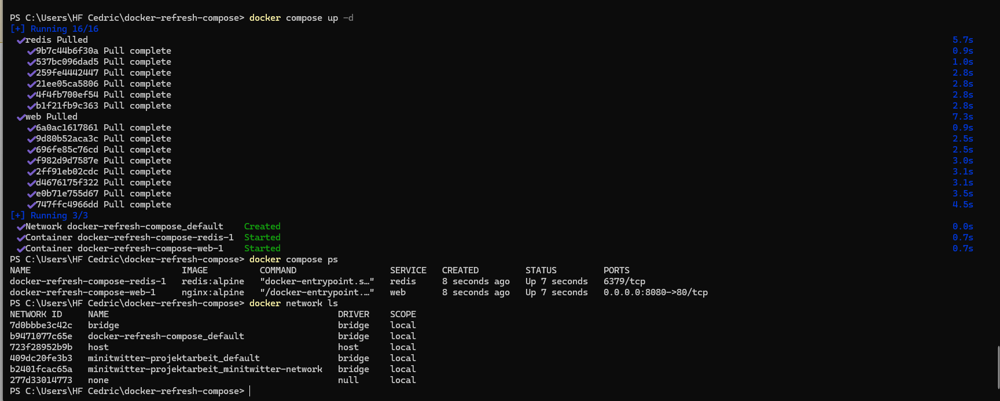 PS C:\Users\HF Cedric\docker-refresh-compose> docker compose up -d
[+] Running 16/16
✔redis Pulled 5.7s
✔9b7c44b6f30a Pull complete 0.9s
✔537bc096dad5 Pull complete 1.0s
✔259fe4442447 Pull complete 2.8s
✔21ee05ca5806 Pull complete 2.8s
✔4f4fb700ef54 Pull complete 2.8s
✔b1f21fb9c363 Pull complete 2.8s
✔web Pulled 7.3s
✔6a0ac1617861 Pull complete 0.9s
✔9d80b52aca3c Pull complete 2.5s
✔696fe85c76cd Pull complete 2.5s
✔f982d9d7587e Pull complete 3.0s
✔2ff91eb02cdc Pull complete 3.1s
✔d4676175f322 Pull complete 3.1s
✔e0b71e755d67 Pull complete 3.5s
✔747ffc4966dd Pull complete 4.5s
[+] Running 3/3
✔Network docker-refresh-compose_default Created 0.0s
✔Container docker-refresh-compose-redis-1 Started 0.7s
✔Container docker-refresh-compose-web-1 Started 0.7s
PS C:\Users\HF Cedric\docker-refresh-compose> docker compose ps
NAME IMAGE COMMAND SERVICE CREATED STATUS PORTS
docker-refresh-compose-redis-1 redis:alpine "docker-entrypoint.s…" redis 8 seconds ago Up 7 seconds 6379/tcp
docker-refresh-compose-web-1 nginx:alpine "/docker-entrypoint.…" web 8 seconds ago Up 7 seconds 0.0.0.0:8080->80/tcp
PS C:\Users\HF Cedric\docker-refresh-compose> docker network ls
NETWORK ID NAME DRIVER SCOPE
7d0bbbe3c42c bridge bridge local
b9471077c65e docker-refresh-compose_default bridge local
723f28952b9b host host local
409dc20fe3b3 minitwitter-projektarbeit_default bridge local
b2401fcac65a minitwitter-projektarbeit_minitwitter-network bridge local
277d33014773 none null local
PS C:\Users\HF Cedric\docker-refresh-compose>